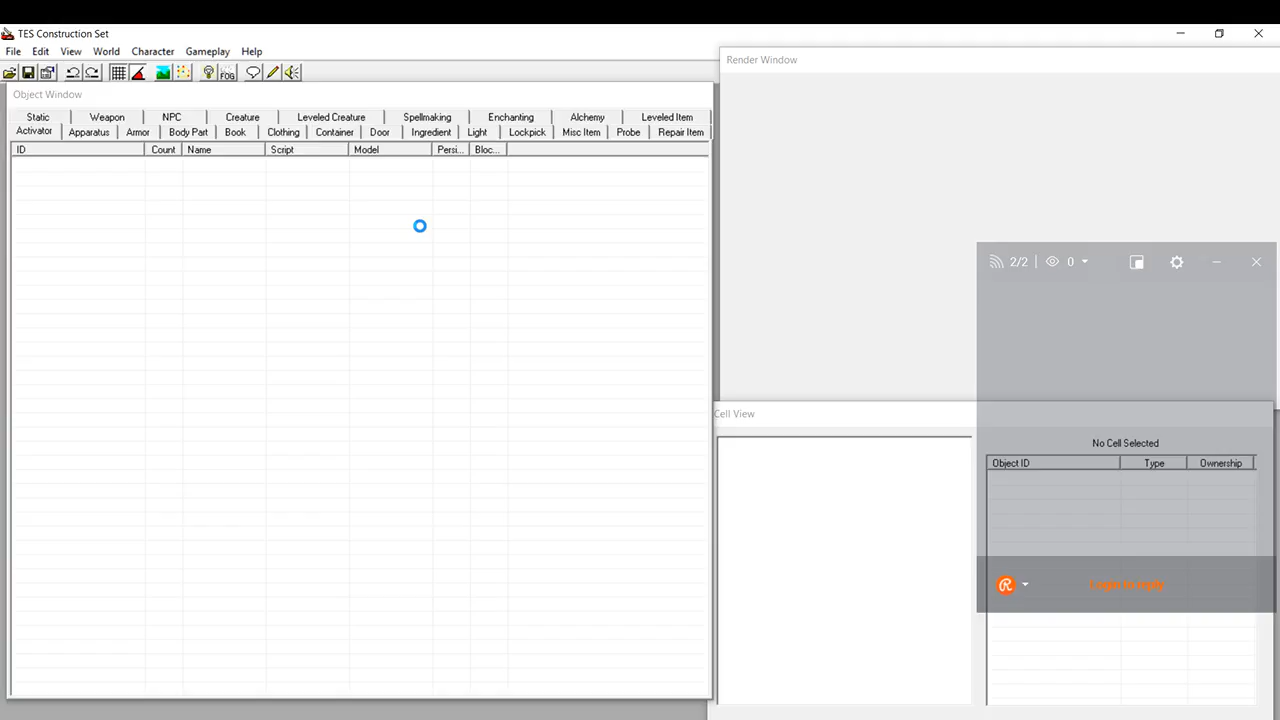 TES Construction Set
File Edit View World Character Gameplay Help
Render Window
FOG
Object Window
Static Weapon NPC Creature Leveled Creature Spellmaking Enchanting Alchemy Leveled Item
Activator Apparatus Armor Body Part Book Clothing Container Door Ingredient Light Lockpick Misc Item Probe Repair Item
ID Count Name Script Model Persi... Bloc...
2/2 0
Cell View
No Cell Selected
Object ID Type Ownership
Login to reply